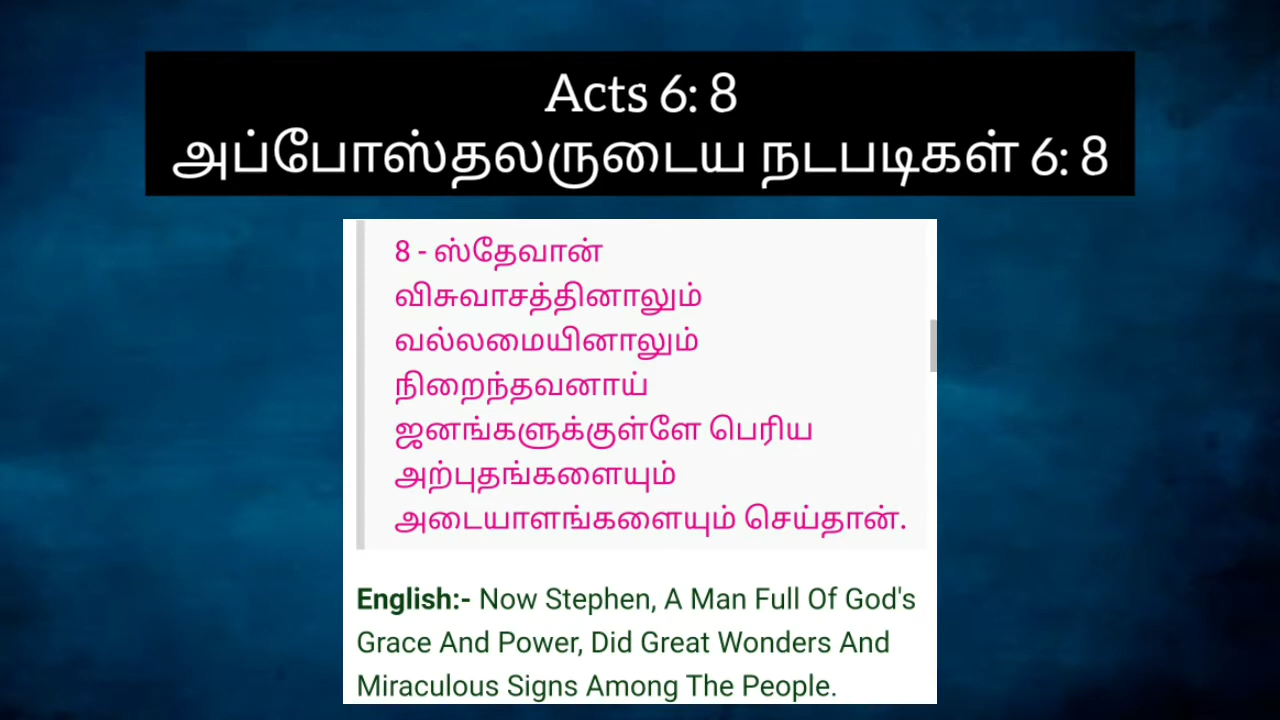 Acts 6: 8
அப்போஸ்தலருடைய நடபடிகள் 6: 8
8 - ஸ்தேவான்
விசுவாசத்தினாலும்
வல்லமையினாலும்
நிறைந்தவனாய்
ஜனங்களுக்குள்ளே பெரிய
அற்புதங்களையும்
அடையாளங்களையும் செய்தான்.
English:- Now Stephen, A Man Full Of God's
Grace And Power, Did Great Wonders And
Miraculous Signs Among The People.